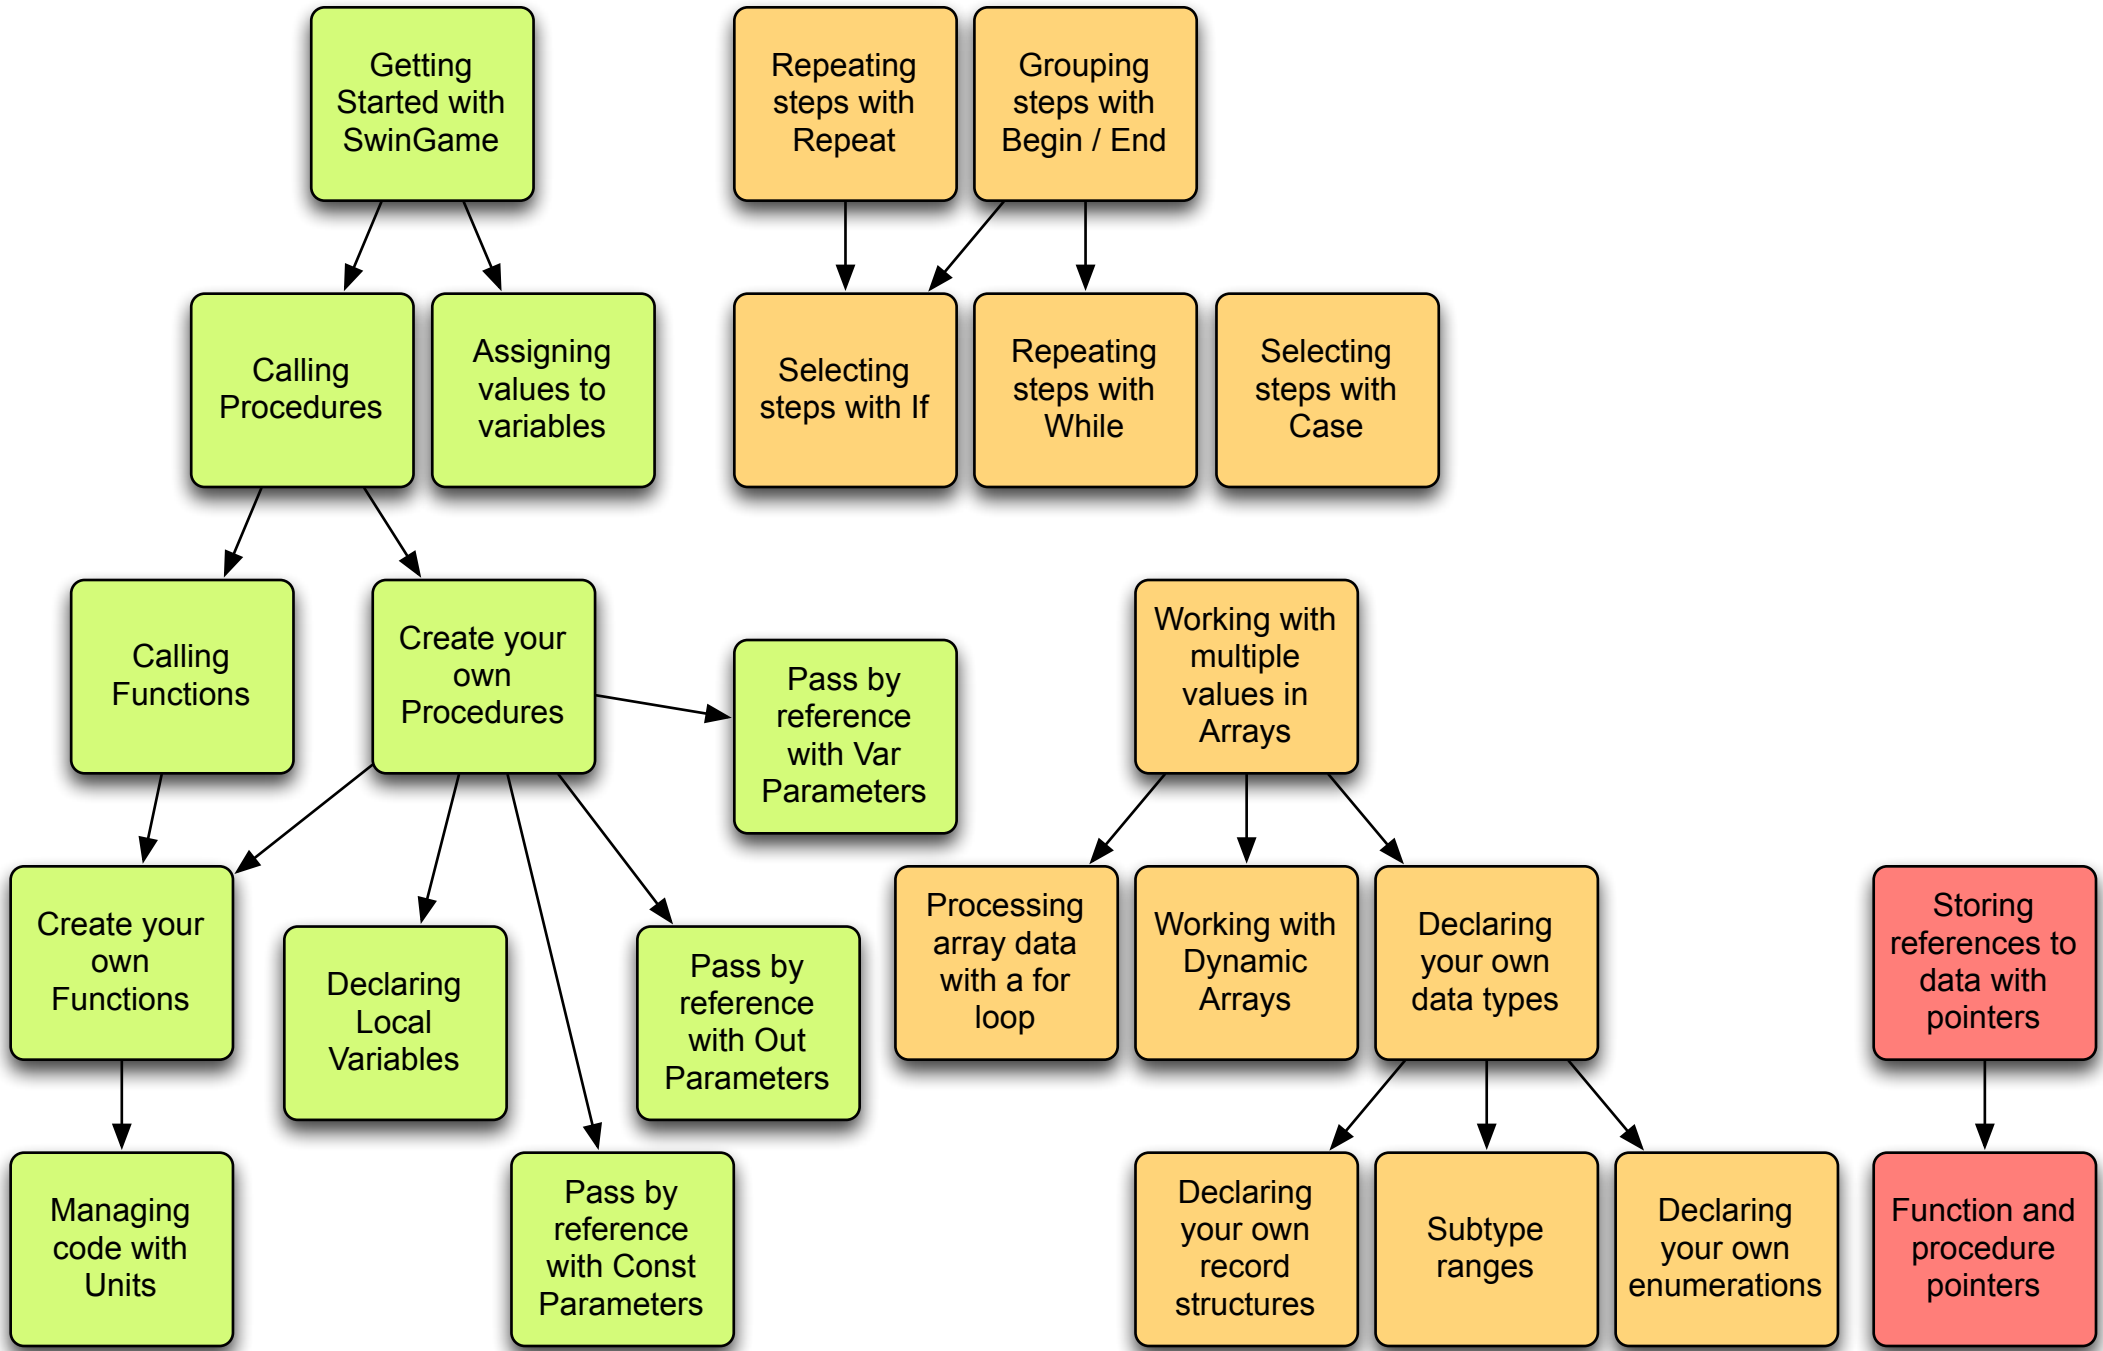 Getting
Started with
SwinGame
Repeating
steps with
Repeat
Grouping
steps with
Begin / End
Calling
Procedures
Assigning
values to
variables
Selecting
steps with If
Repeating
steps with
While
Selecting
steps with
Case
Calling
Functions
Create your
own
Procedures
Pass by
reference
with Var
Parameters
Working with
multiple
values in
Arrays
Create your
own
Functions
Declaring
Local
Variables
Pass by
reference
with Out
Parameters
Processing
array data
with a for
loop
Working with
Dynamic
Arrays
Declaring
your own
data types
Storing
references to
data with
pointers
Managing
code with
Units
Pass by
reference
with Const
Parameters
Declaring
your own
record
structures
Subtype
ranges
Declaring
your own
enumerations
Function and
procedure
pointers